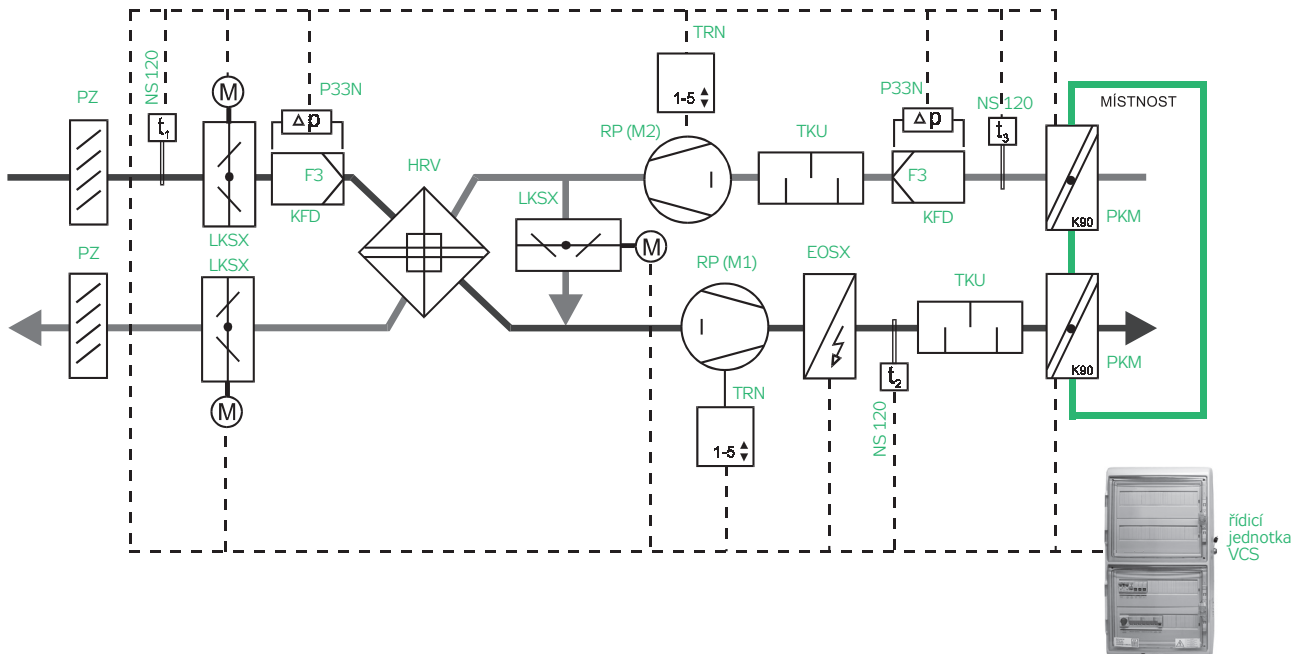 TRN
NS 120
P33N
P33N
PZ
M
1-5
NS 120
MÍSTNOST
Δp
Δp
t1
RP (M2)
TKU
t3
HRV
F3
F3
KFD
LKSX
KFD
K90
PKM
LKSX
PZ
LKSX
M
RP (M1)
EOSX
TKU
K90
PKM
t2
TRN
M
NS 120
1-5
řídicí
jednotka
VCS